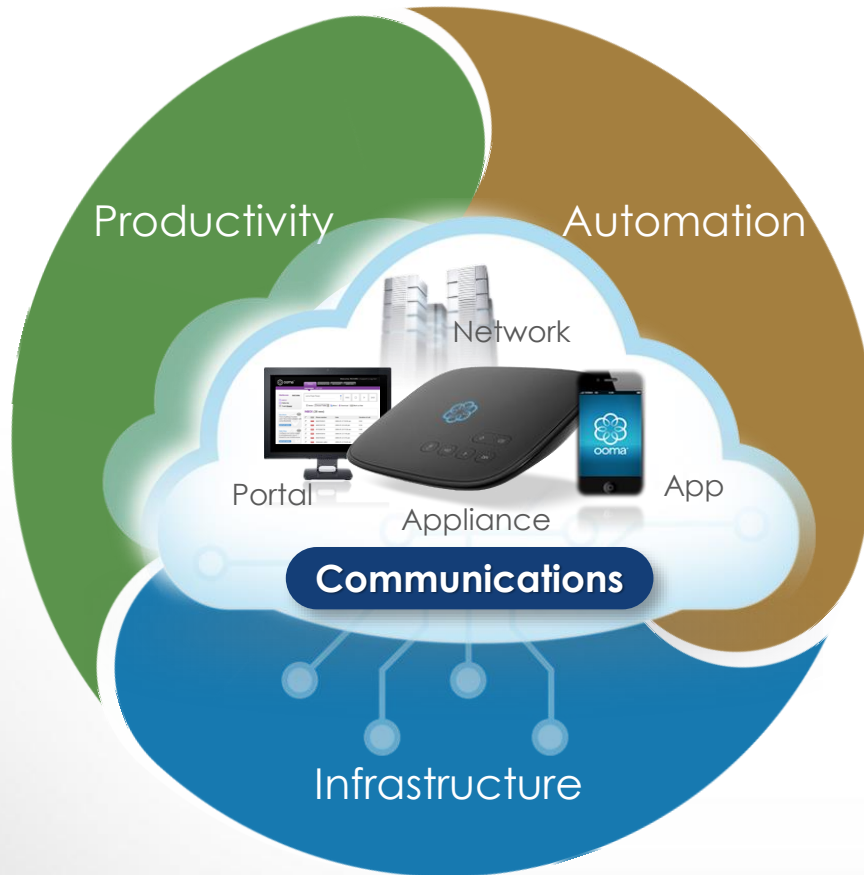 Productivity
Automation
Network
ooma
Portal
Appliance
App
Communications
Infrastructure